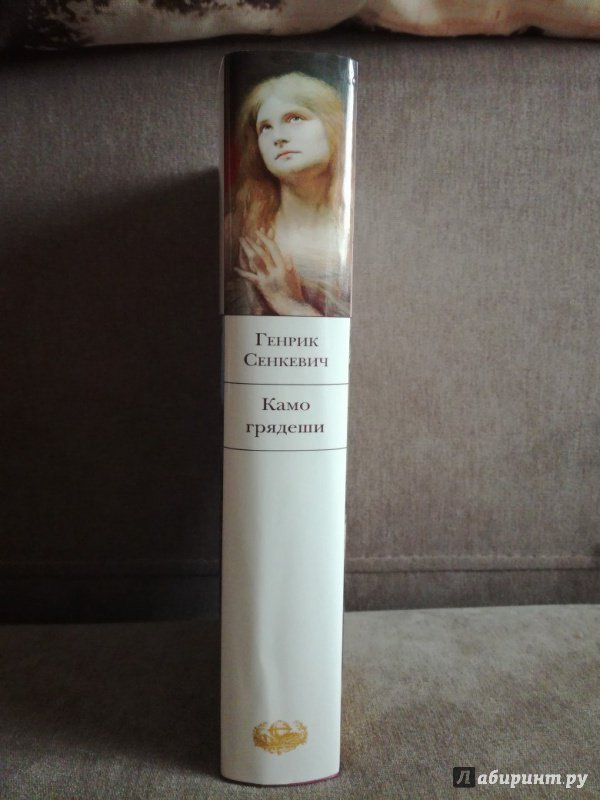 Генрик
Сенкевич
Камо
грядеши
Лабиринт.ру